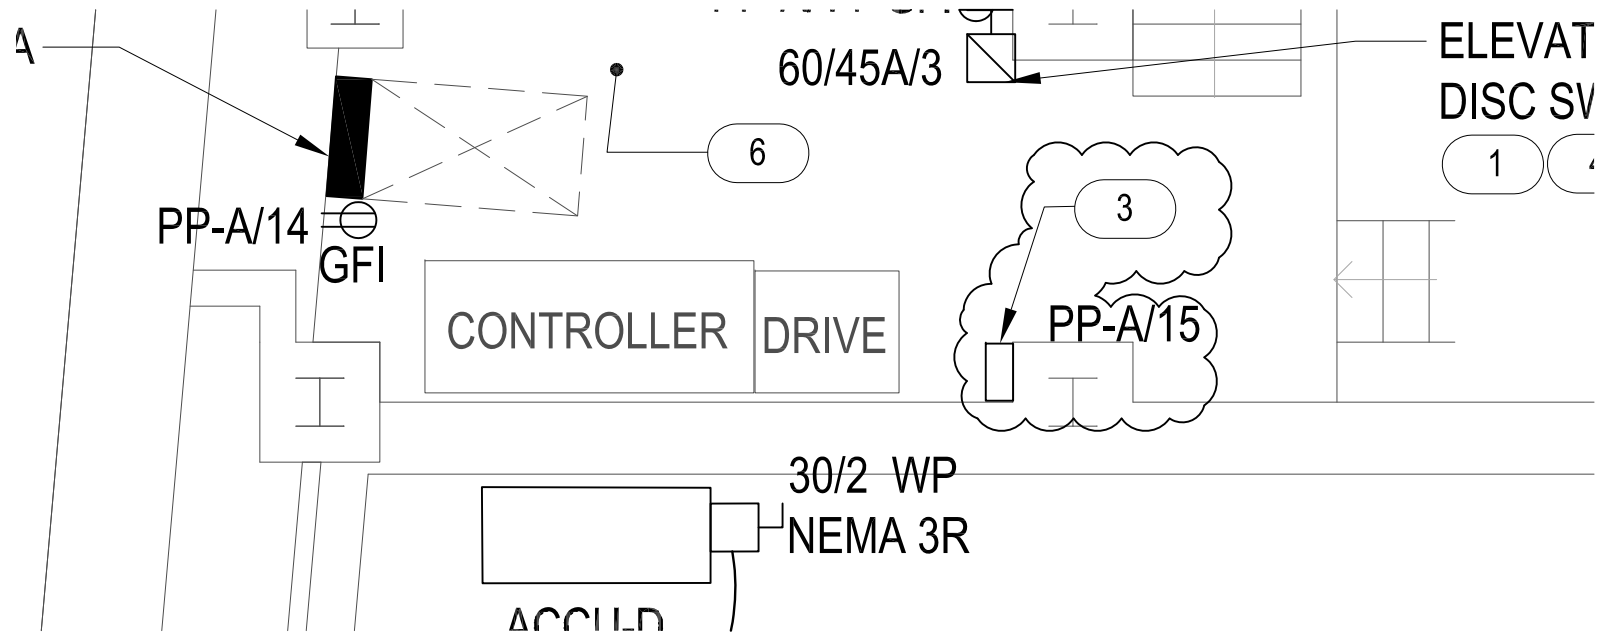 A
60/45A/3
ELEVAT
DISC SW
6
1
3
PP-A/14
GFI
CONTROLLER
DRIVE
PP-A/15
30/2 WP
NEMA 3R
ACCU-D